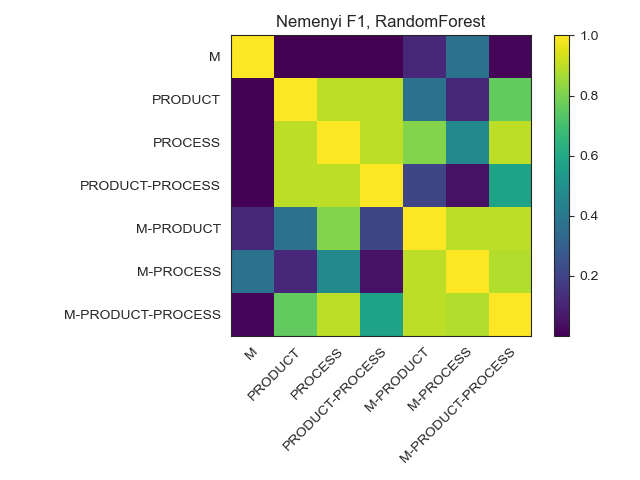 Nemenyi F1, RandomForest
M
PRODUCT
PROCESS
PRODUCT-PROCESS
M-PRODUCT
M-PROCESS
M-PRODUCT-PROCESS
M
PRODUCT
PROCESS
PRODUCT-PROCESS
M-PRODUCT
M-PROCESS
M-PRODUCT-PROCESS
1.0
0.8
0.6
0.4
0.2